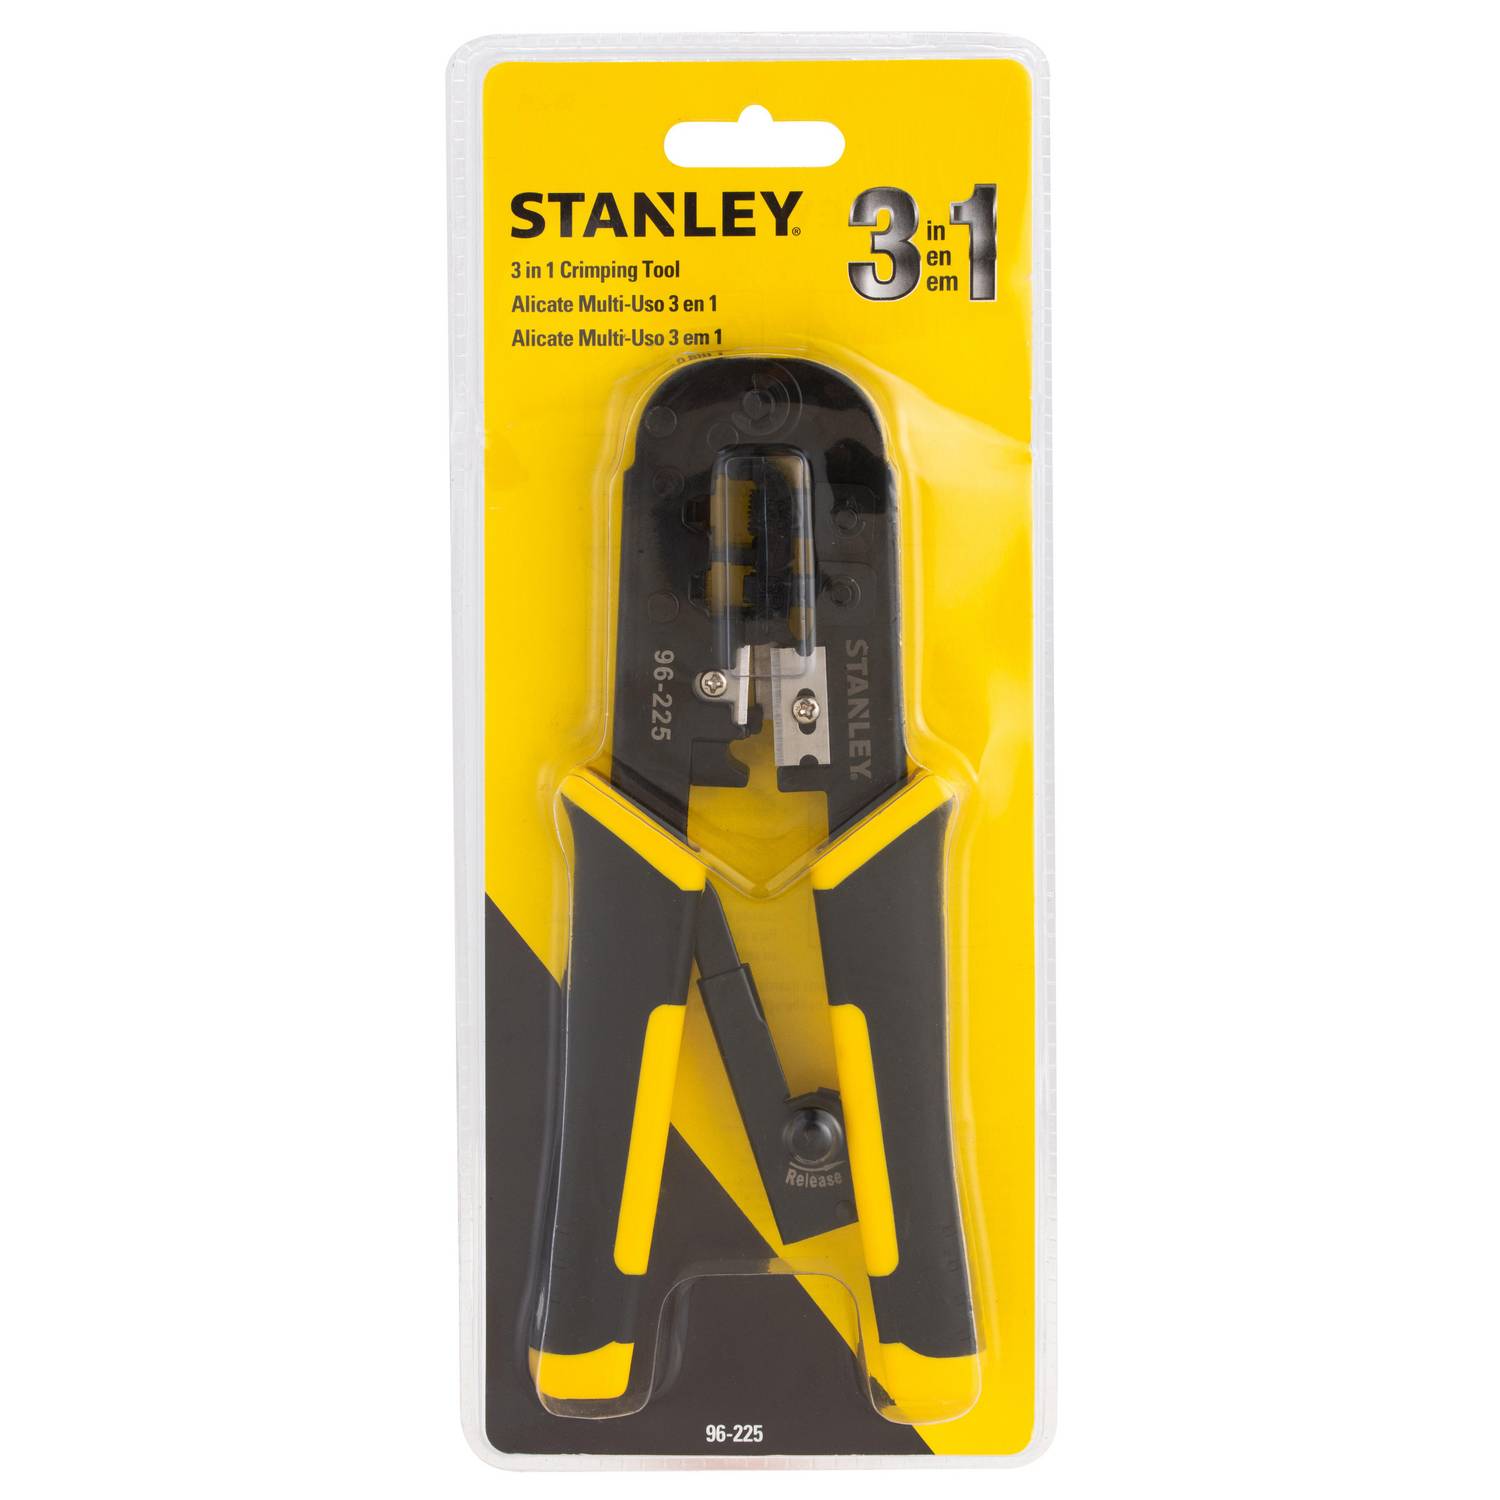 STANLEY®
3 in 1 Crimping Tool
Alicate Multi-Uso 3 en 1
Alicate Multi-Uso 3 em 1
3 in en em 1
96-225
STANLEY
Release
96-225